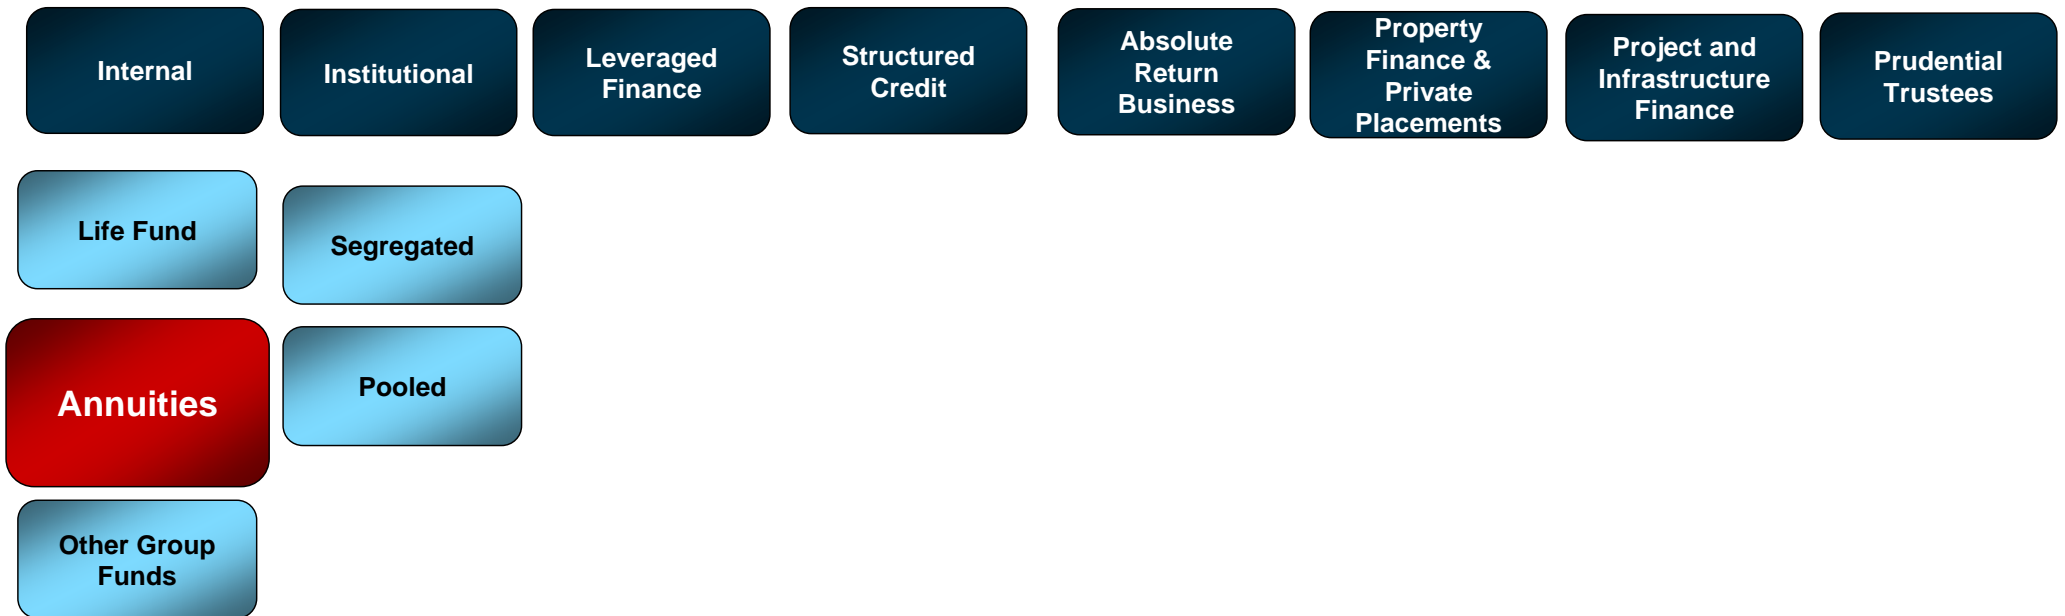 Internal
Institutional
Leveraged
Finance
Structured
Credit
Absolute
Return
Business
Property
Finance &
Private
Placements
Project and
Infrastructure
Finance
Prudential
Trustees
Life Fund
Segregated
Annuities
Pooled
Other Group
Funds